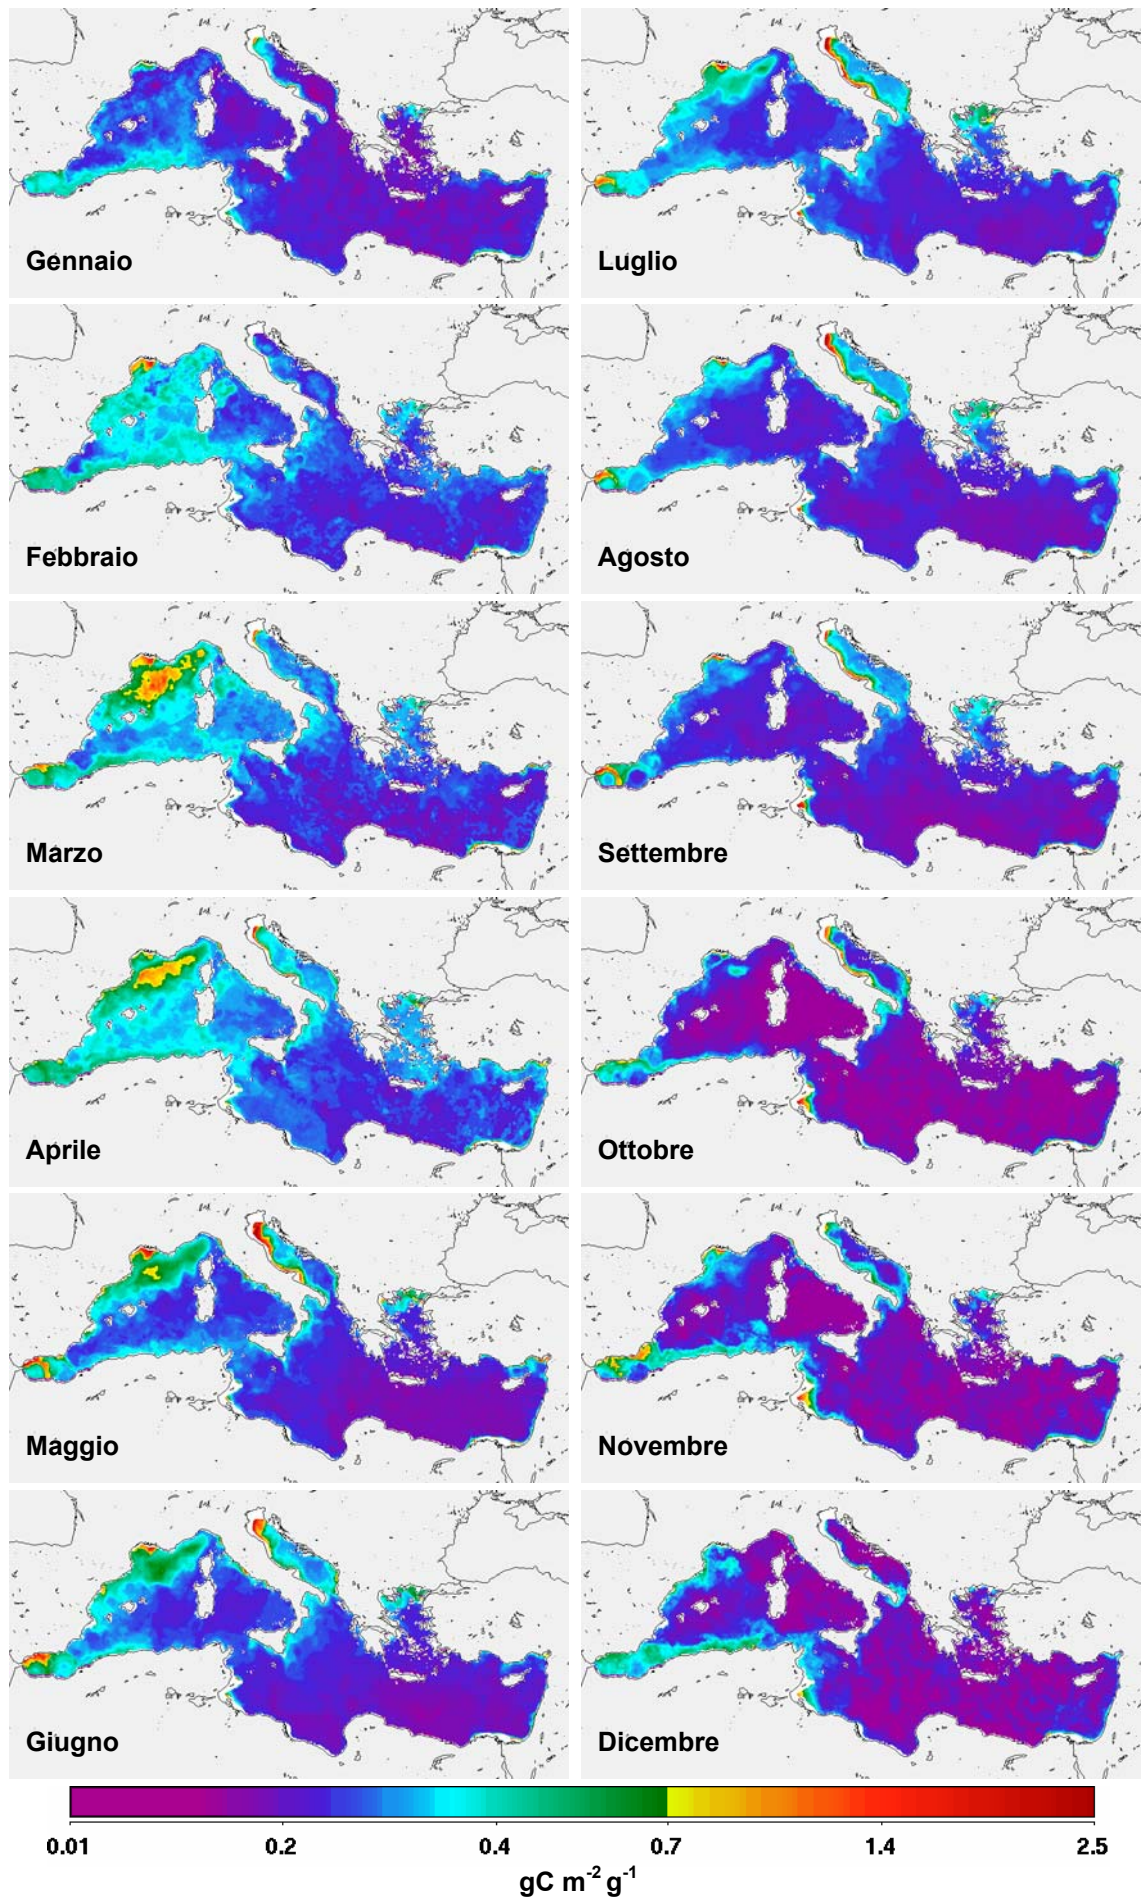 Gennaio
Luglio
Febbraio
Agosto
Marzo
Settembre
Aprile
Ottobre
Maggio
Novembre
Giugno
Dicembre
0.01 0.2 0.4 0.7 1.4 2.5
gC m⁻² g⁻¹